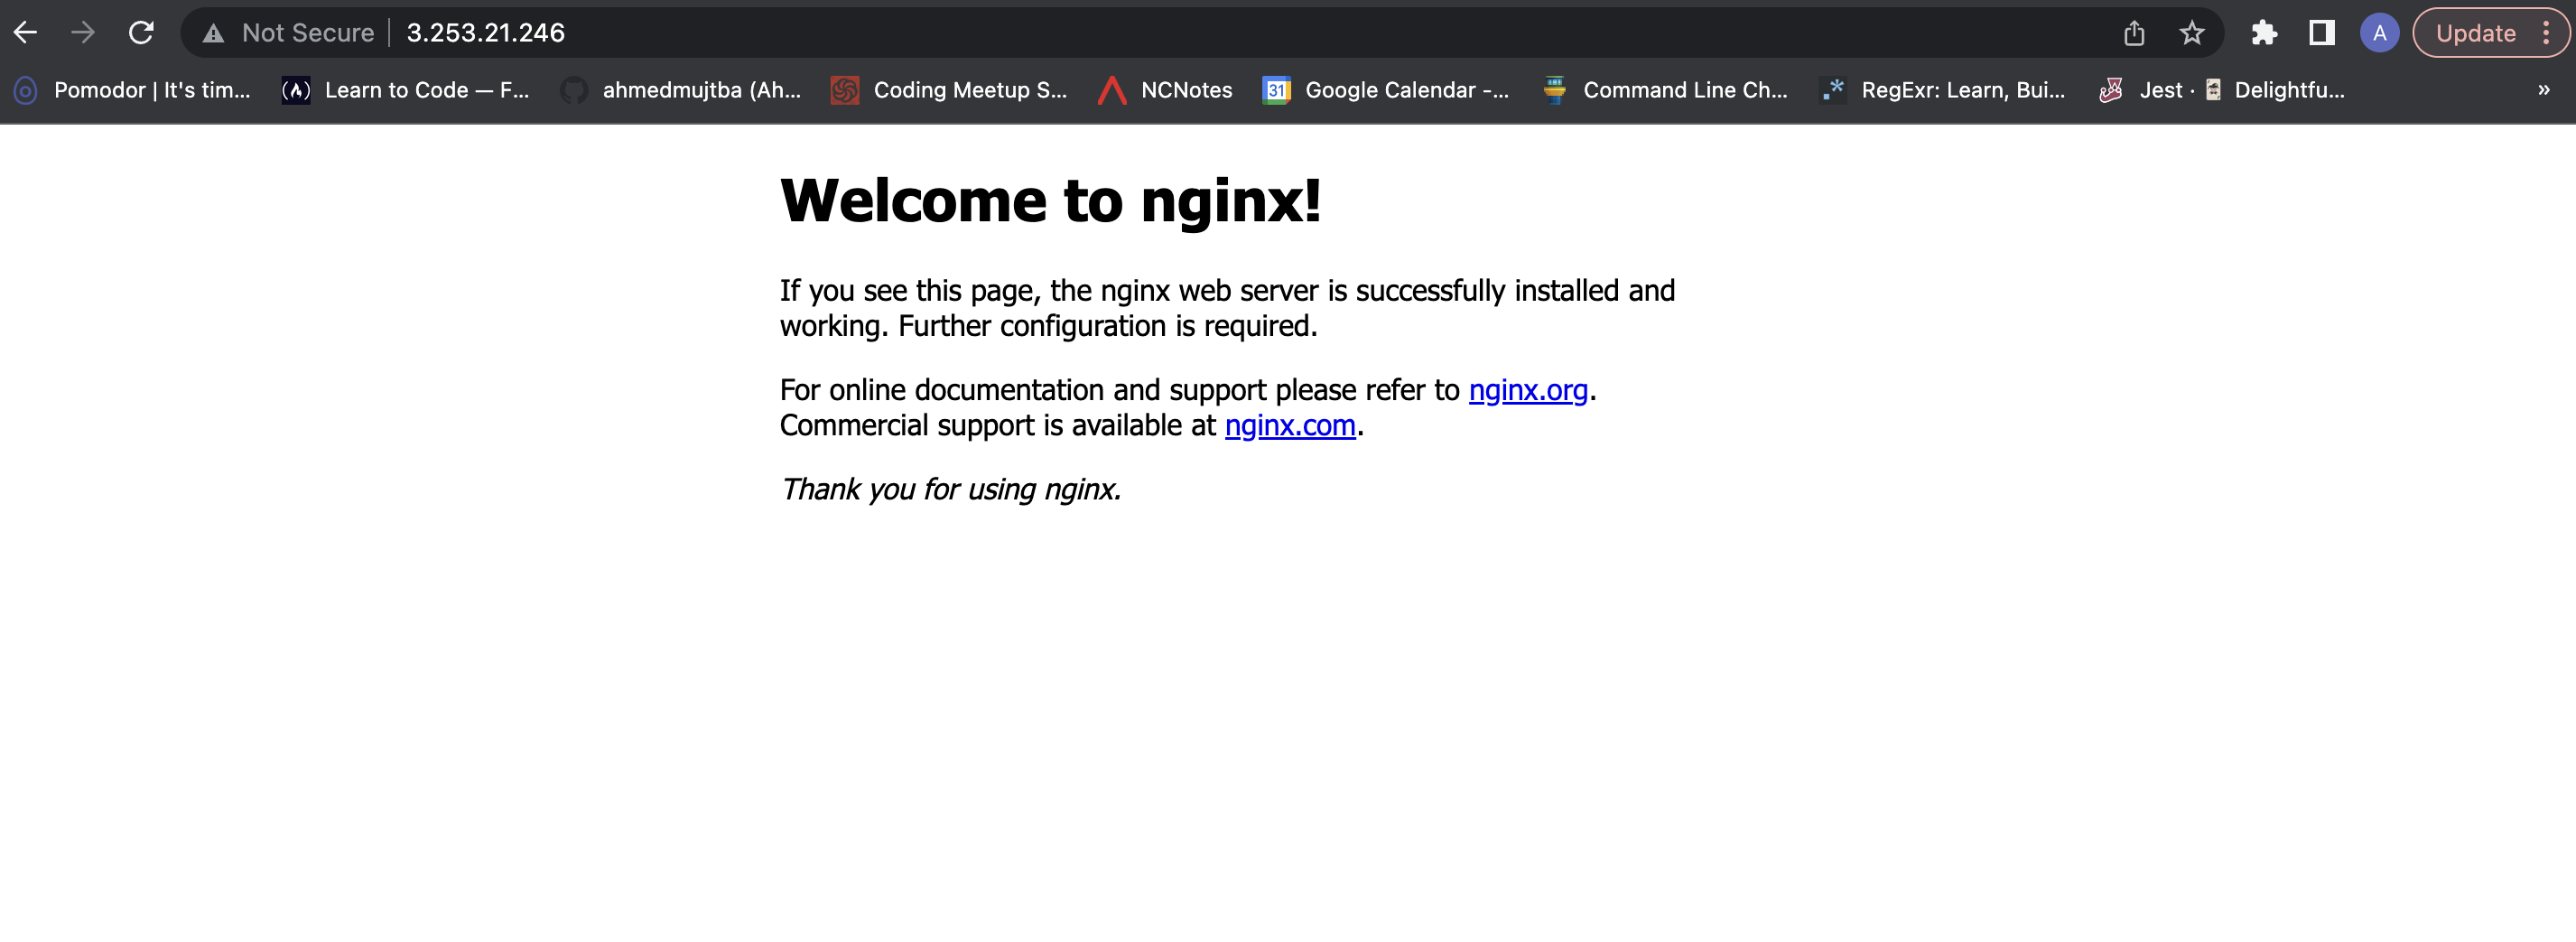 Not Secure 3.253.21.246 A Update
Pomodor | It's tim... Learn to Code — F... ahmedmujtba (Ah... Coding Meetup S... NCNotes 31 Google Calendar -... Command Line Ch... RegExr: Learn, Bui... Jest · Delightfu... »
Welcome to nginx!
If you see this page, the nginx web server is successfully installed and
working. Further configuration is required.
For online documentation and support please refer to nginx.org.
Commercial support is available at nginx.com.
Thank you for using nginx.